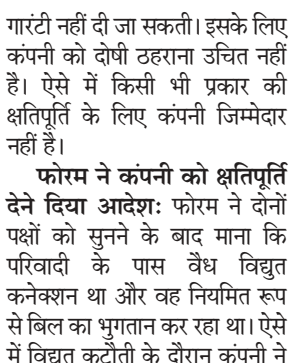 गारंटी नहीं दी जा सकती। इसके लिए
कंपनी को दोषी ठहराना उचित नहीं
है। ऐसे में किसी भी प्रकार की
क्षतिपूर्ति के लिए कंपनी जिम्मेदार
नहीं है।
फोरम ने कंपनी को क्षतिपूर्ति
देने दिया आदेशः फोरम ने दोनों
पक्षों को सुनने के बाद माना कि
परिवादी के पास वैध विद्युत
कनेक्शन था और वह नियमित रूप
से बिल का भुगतान कर रहा था। ऐसे
में विद्युत कटौती के दौरान कंपनी ने